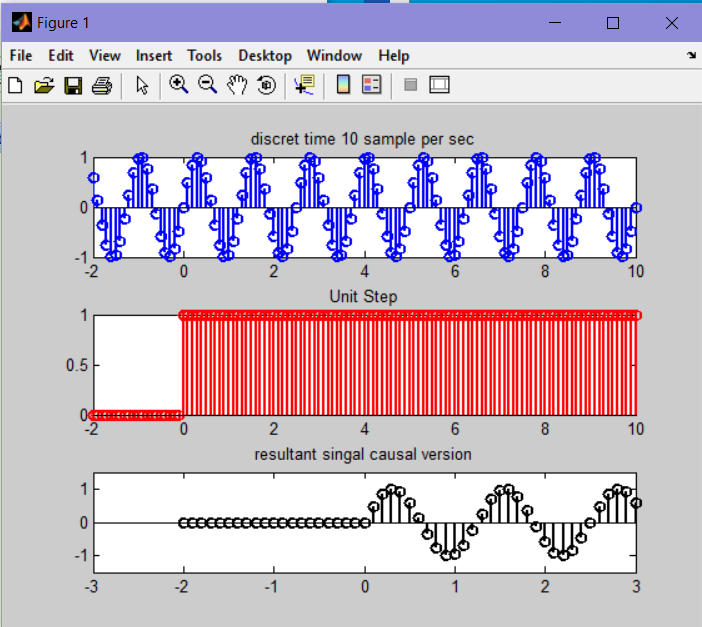 Figure 1
File Edit View Insert Tools Desktop Window Help
discret time 10 sample per sec
1
0
-1
-2 0 2 4 6 8 10
Unit Step
1
0.5
0
-2 0 2 4 6 8 10
resultant singal causal version
1
0
-1
-3 -2 -1 0 1 2 3